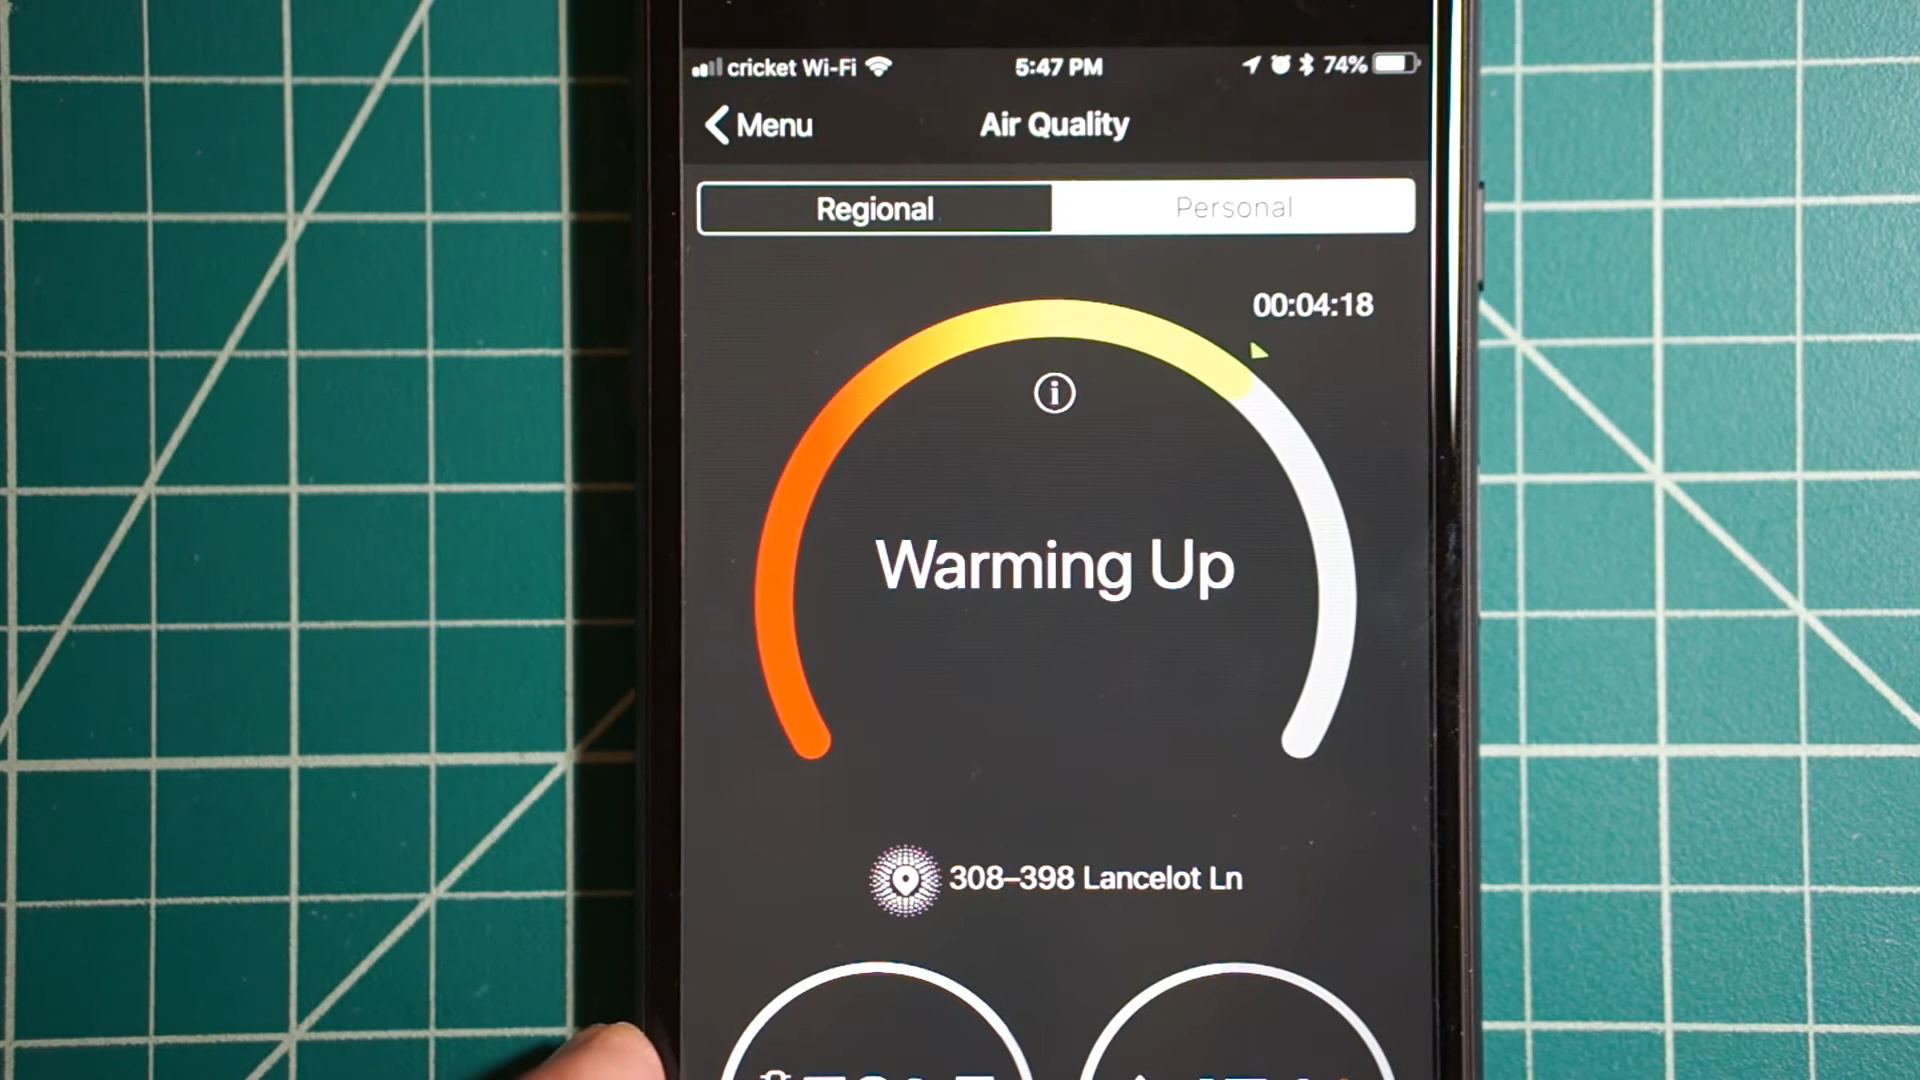 cricket Wi-Fi 5:47 PM 74%
Menu Air Quality
Regional Personal
00:04:18
Warming Up
308–398 Lancelot Ln